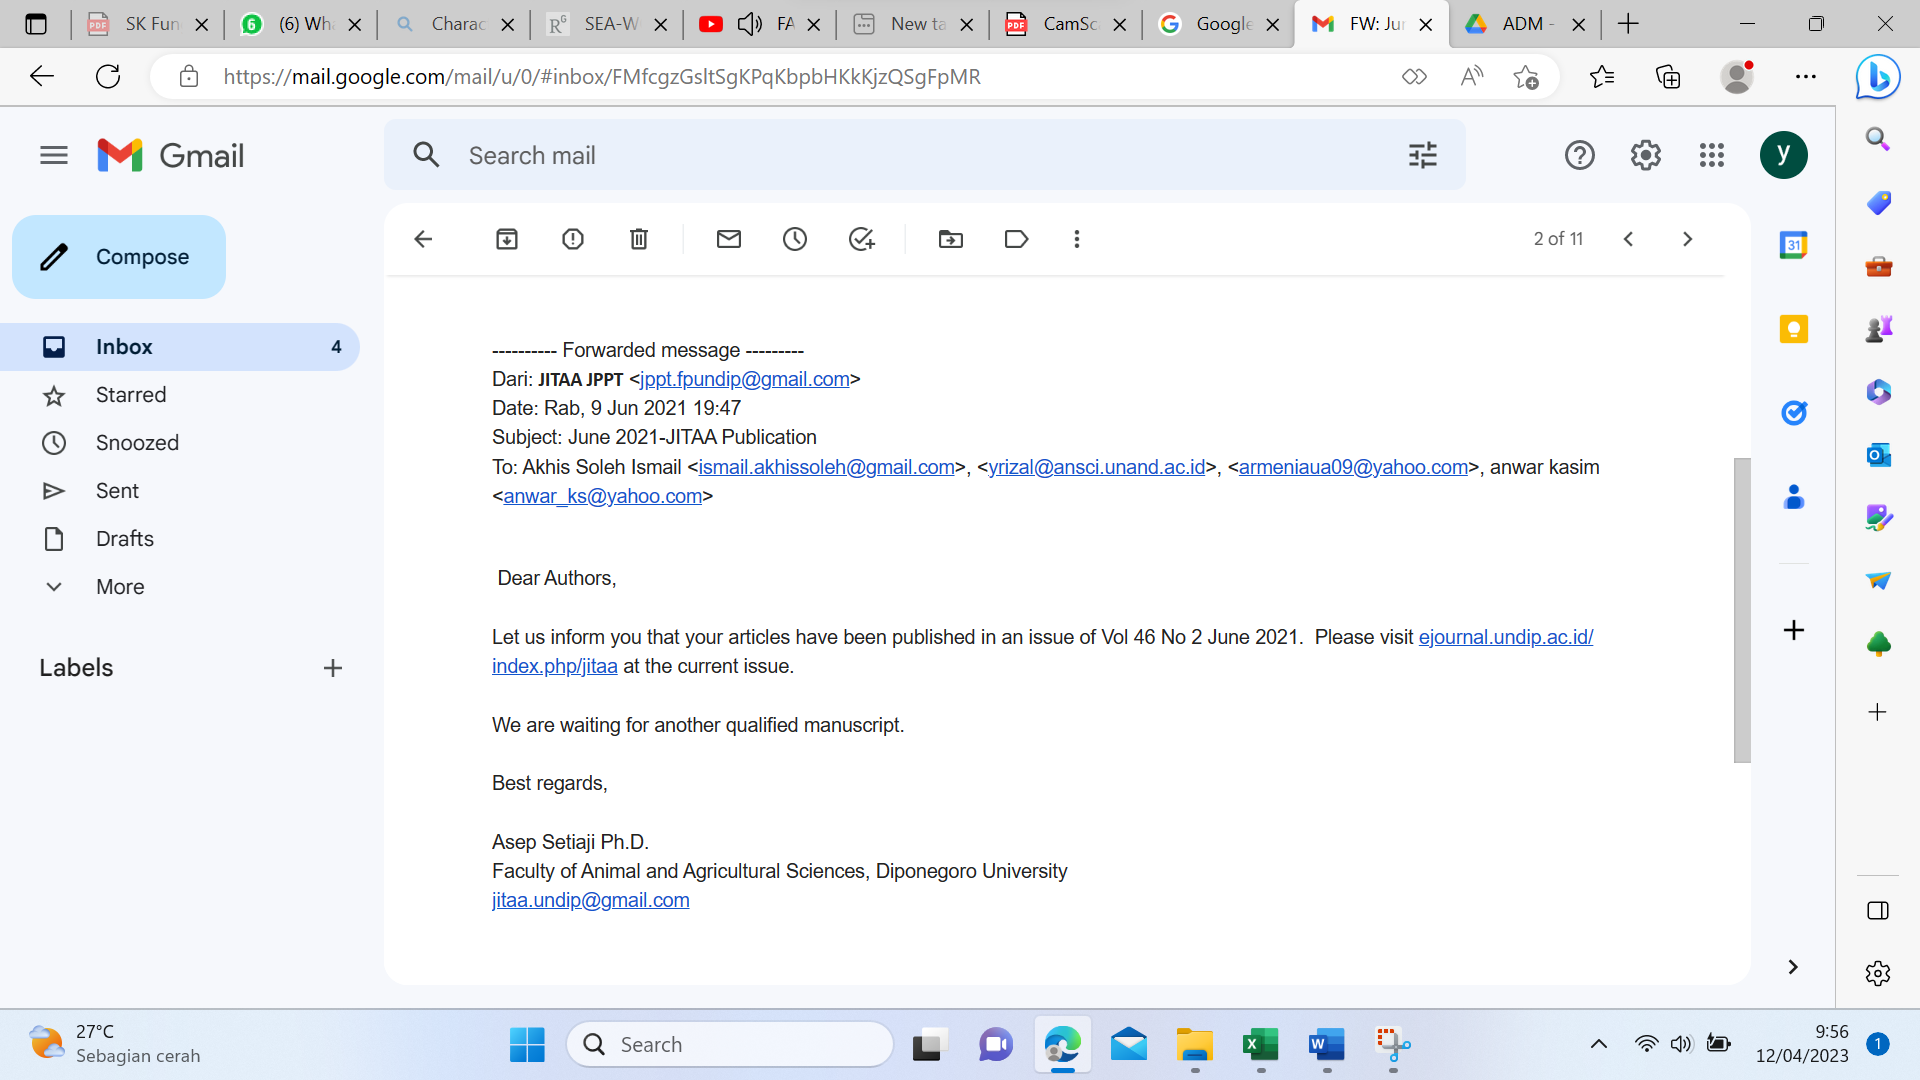 SK Fun
(6) Wha
Charac
SEA-W
FA
New ta
CamSca
Google
FW: Jun
ADM -
https://mail.google.com/mail/u/0/#inbox/FMfcgzGsltSgKPqKbpbHKkKjzQSgFpMR
Gmail
Search mail
y
Compose
2 of 11
Inbox 4
Starred
Snoozed
Sent
Drafts
More
Labels
31
---------- Forwarded message ---------
Dari: JITAA JPPT <jppt.fpundip@gmail.com>
Date: Rab, 9 Jun 2021 19:47
Subject: June 2021-JITAA Publication
To: Akhis Soleh Ismail <ismail.akhissoleh@gmail.com>, <yrizal@ansci.unand.ac.id>, <armeniaua09@yahoo.com>, anwar kasim
<anwar_ks@yahoo.com>
Dear Authors,
Let us inform you that your articles have been published in an issue of Vol 46 No 2 June 2021.  Please visit ejournal.undip.ac.id/
index.php/jitaa at the current issue.
We are waiting for another qualified manuscript.
Best regards,
Asep Setiaji Ph.D.
Faculty of Animal and Agricultural Sciences, Diponegoro University
jitaa.undip@gmail.com
27°C
Sebagian cerah
Search
9:56
12/04/2023
1